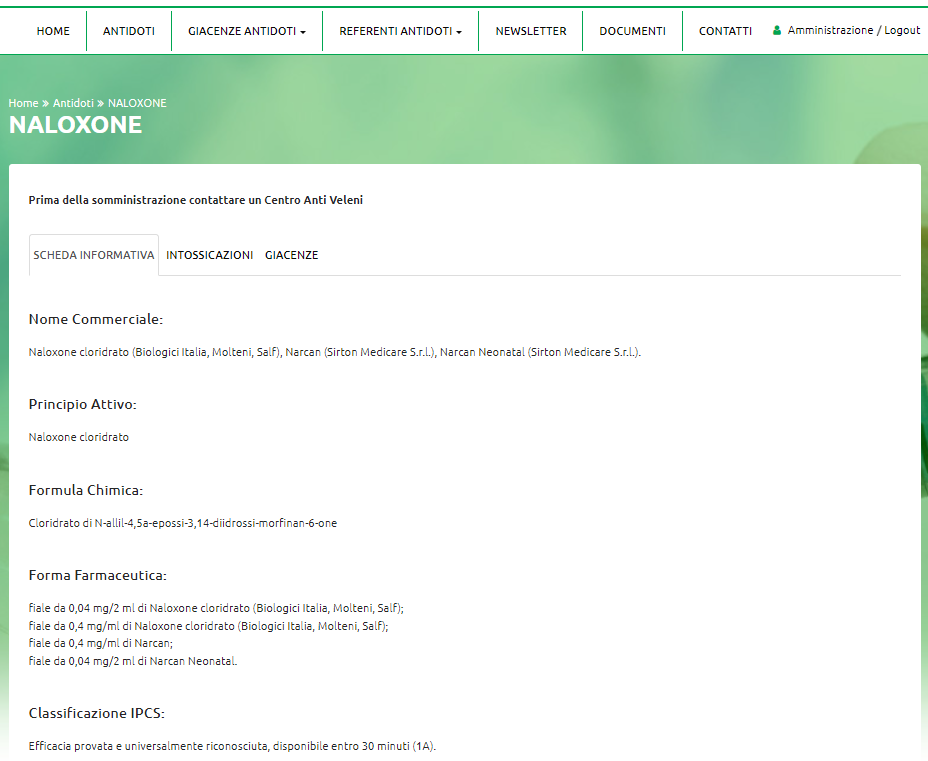 HOME ANTIDOTI GIACENZE ANTIDOTI REFERENTI ANTIDOTI NEWSLETTER DOCUMENTI CONTATTI Amministrazione / Logout
Home » Antidoti » NALOXONE
NALOXONE
Prima della somministrazione contattare un Centro Anti Veleni
SCHEDA INFORMATIVA INTOSSICAZIONI GIACENZE
Nome Commerciale:
Naloxone cloridrato (Biologici Italia, Molteni, Salf), Narcan (Sirton Medicare S.r.l.), Narcan Neonatal (Sirton Medicare S.r.l.).
Principio Attivo:
Naloxone cloridrato
Formula Chimica:
Cloridrato di N-allil-4,5a-epossi-3,14-diidrossi-morfinan-6-one
Forma Farmaceutica:
fiale da 0,04 mg/2 ml di Naloxone cloridrato (Biologici Italia, Molteni, Salf);
fiale da 0,4 mg/ml di Naloxone cloridrato (Biologici Italia, Molteni, Salf);
fiale da 0,4 mg/ml di Narcan;
fiale da 0,04 mg/2 ml di Narcan Neonatal.
Classificazione IPCS:
Efficacia provata e universalmente riconosciuta, disponibile entro 30 minuti (1A).